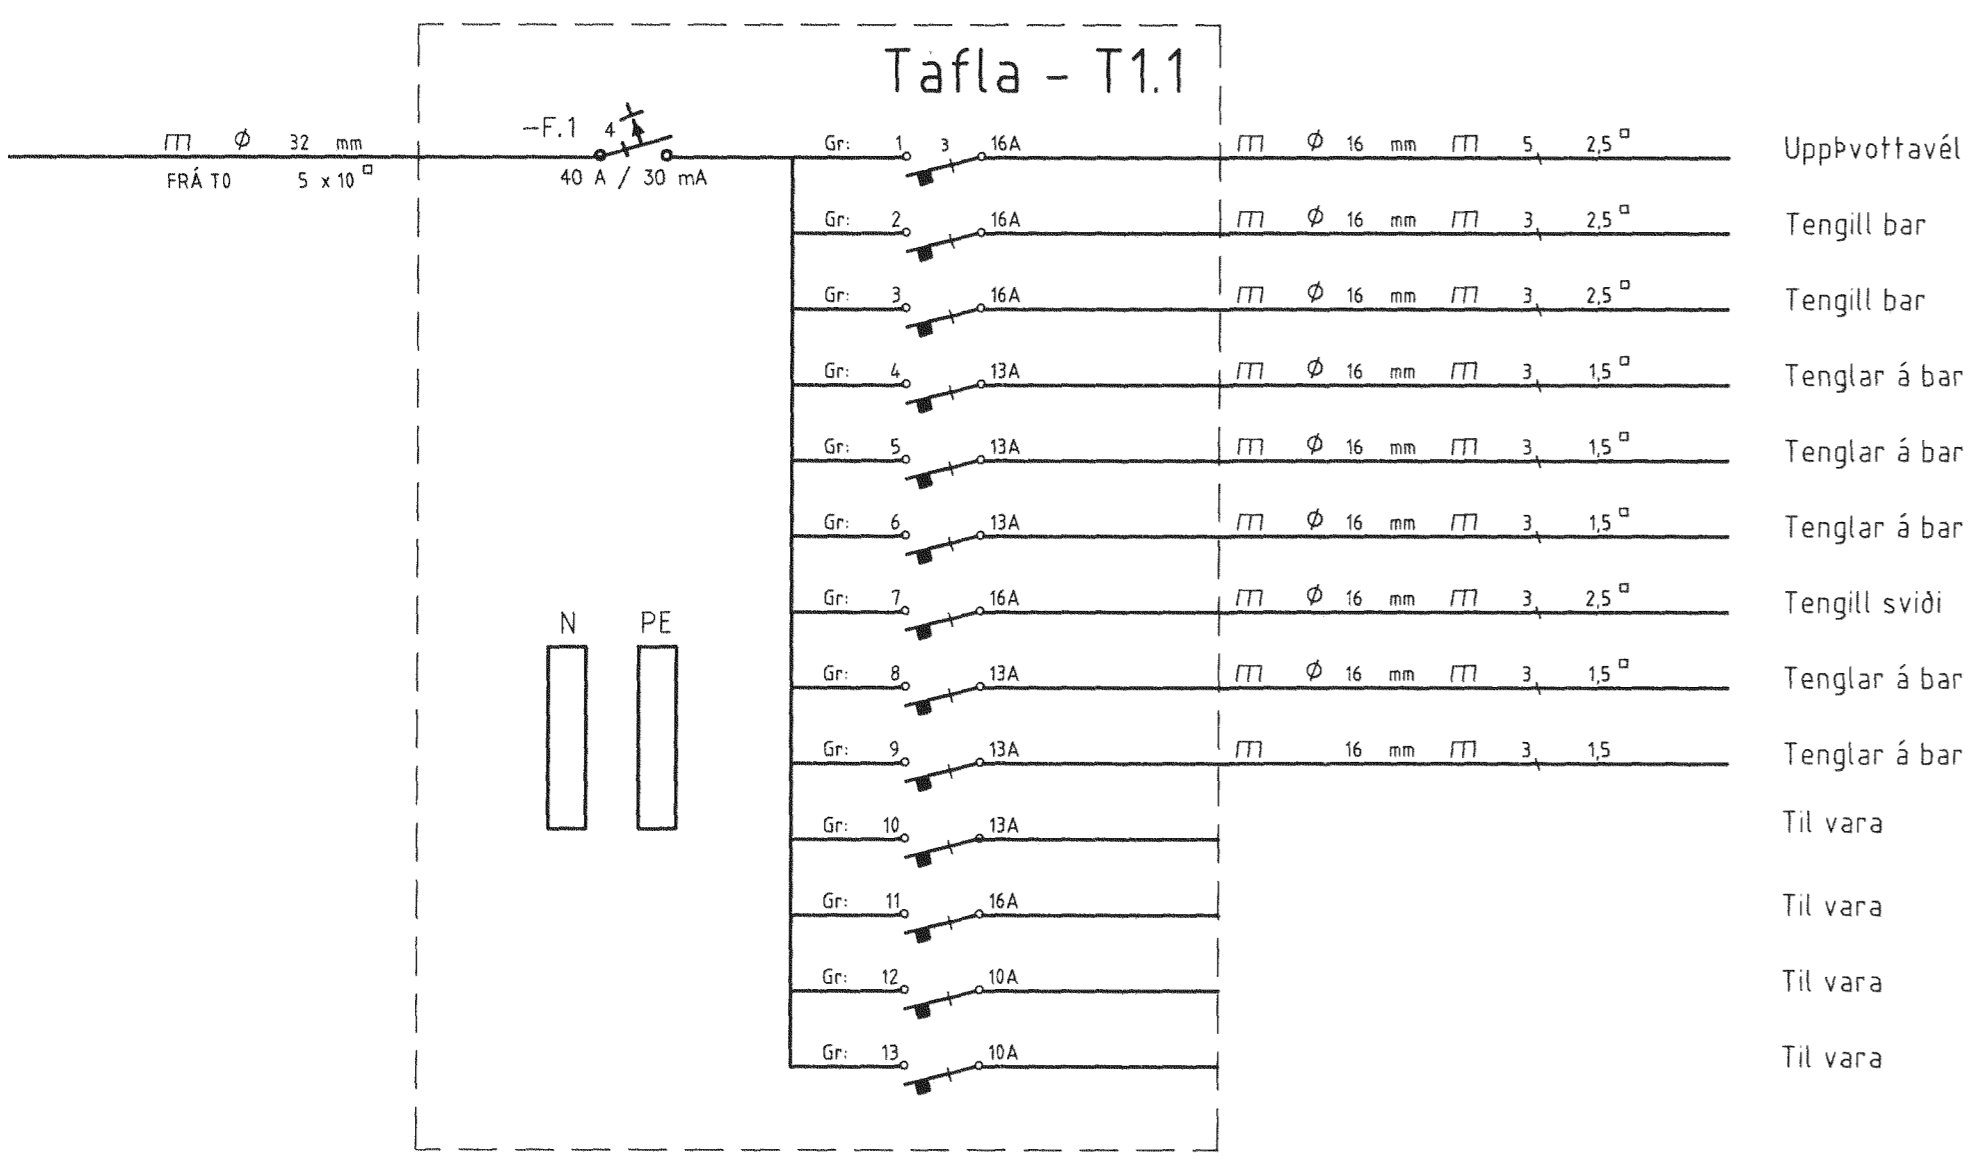 Tafla - T1.1
32 mm
FRÁ T0 5 x 10
-F.1 4
40 A / 30 mA
Gr: 1 3 16A Ø 16 mm 5 2,5 UppÞvottavél
Gr: 2 16A Ø 16 mm 3 2,5 Tengill bar
Gr: 3 16A Ø 16 mm 3 2,5 Tengill bar
Gr: 4 13A Ø 16 mm 3 1,5 Tenglar á bar
Gr: 5 13A Ø 16 mm 3 1,5 Tenglar á bar
Gr: 6 13A Ø 16 mm 3 1,5 Tenglar á bar
Gr: 7 16A Ø 16 mm 3 2,5 Tengill sviði
Gr: 8 13A Ø 16 mm 3 1,5 Tenglar á bar
Gr: 9 13A 16 mm 3 1,5 Tenglar á bar
Gr: 10 13A Til vara
Gr: 11 16A Til vara
Gr: 12 10A Til vara
Gr: 13 10A Til vara
N PE